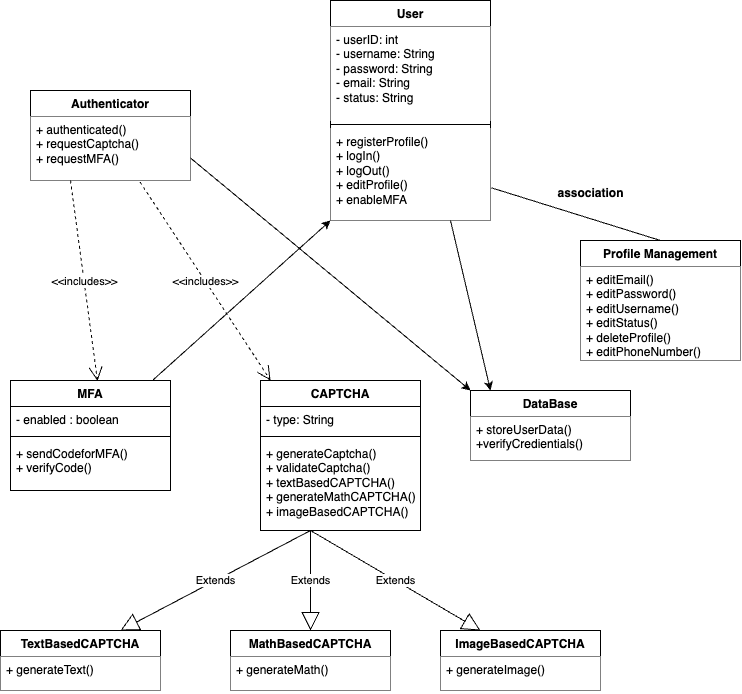 User
- userID: int
- username: String
- password: String
- email: String
- status: String
+ registerProfile()
+ logIn()
+ logOut()
+ editProfile()
+ enableMFA
Authenticator
+ authenticated()
+ requestCaptcha()
+ requestMFA()
association
Profile Management
+ editEmail()
+ editPassword()
+ editUsername()
+ editStatus()
+ deleteProfile()
+ editPhoneNumber()
<<includes>>
<<includes>>
MFA
- enabled : boolean
+ sendCodeforMFA()
+ verifyCode()
CAPTCHA
- type: String
+ generateCaptcha()
+ validateCaptcha()
+ textBasedCAPTCHA()
+ generateMathCAPTCHA()
+ imageBasedCAPTCHA()
DataBase
+ storeUserData()
+verifyCredientials()
Extends
Extends
Extends
TextBasedCAPTCHA
+ generateText()
MathBasedCAPTCHA
+ generateMath()
ImageBasedCAPTCHA
+ generateImage()